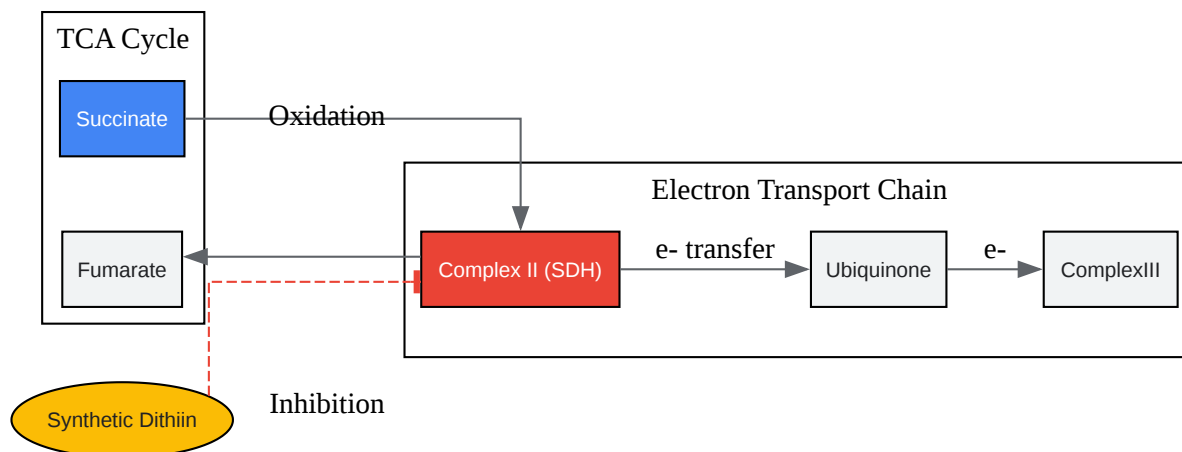 TCA Cycle
Succinate
Oxidation
Electron Transport Chain
Fumarate
Complex II (SDH)
e- transfer
Ubiquinone
e-
ComplexIII
Synthetic Dithiin
Inhibition